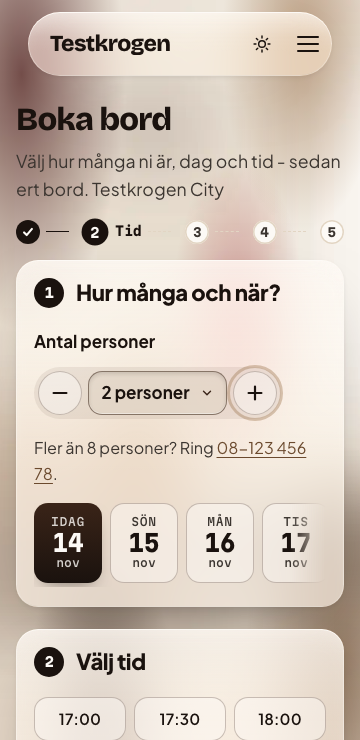 Testkrogen
Boka bord
Välj hur många ni är, dag och tid - sedan
ert bord. Testkrogen City
2 Tid 3 4 5
1 Hur många och när?
Antal personer
− 2 personer +
Fler än 8 personer? Ring 08-123 456
78.
IDAG SÖN MÅN TIS
14 15 16 17
nov nov nov nov
2 Välj tid
17:00 17:30 18:00